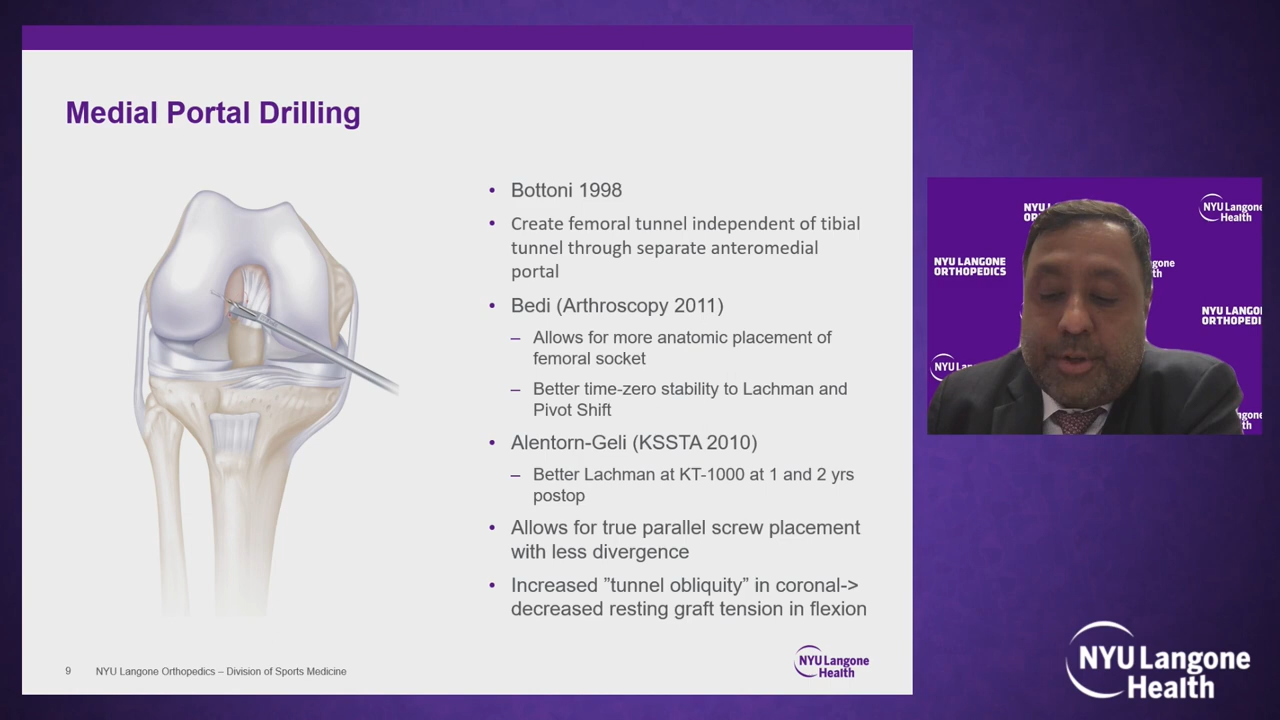 Medial Portal Drilling
• Bottoni 1998
• Create femoral tunnel independent of tibial
tunnel through separate anteromedial
portal
• Bedi (Arthroscopy 2011)
– Allows for more anatomic placement of
femoral socket
– Better time-zero stability to Lachman and
Pivot Shift
• Alentorn-Geli (KSSTA 2010)
– Better Lachman at KT-1000 at 1 and 2 yrs
postop
• Allows for true parallel screw placement
with less divergence
• Increased ”tunnel obliquity” in coronal->
decreased resting graft tension in flexion
9 NYU Langone Orthopedics – Division of Sports Medicine
NYU Langone
Health
NYU Langone
Health
NYU LANGONE
ORTHOPEDICS
NYU Langone
Health